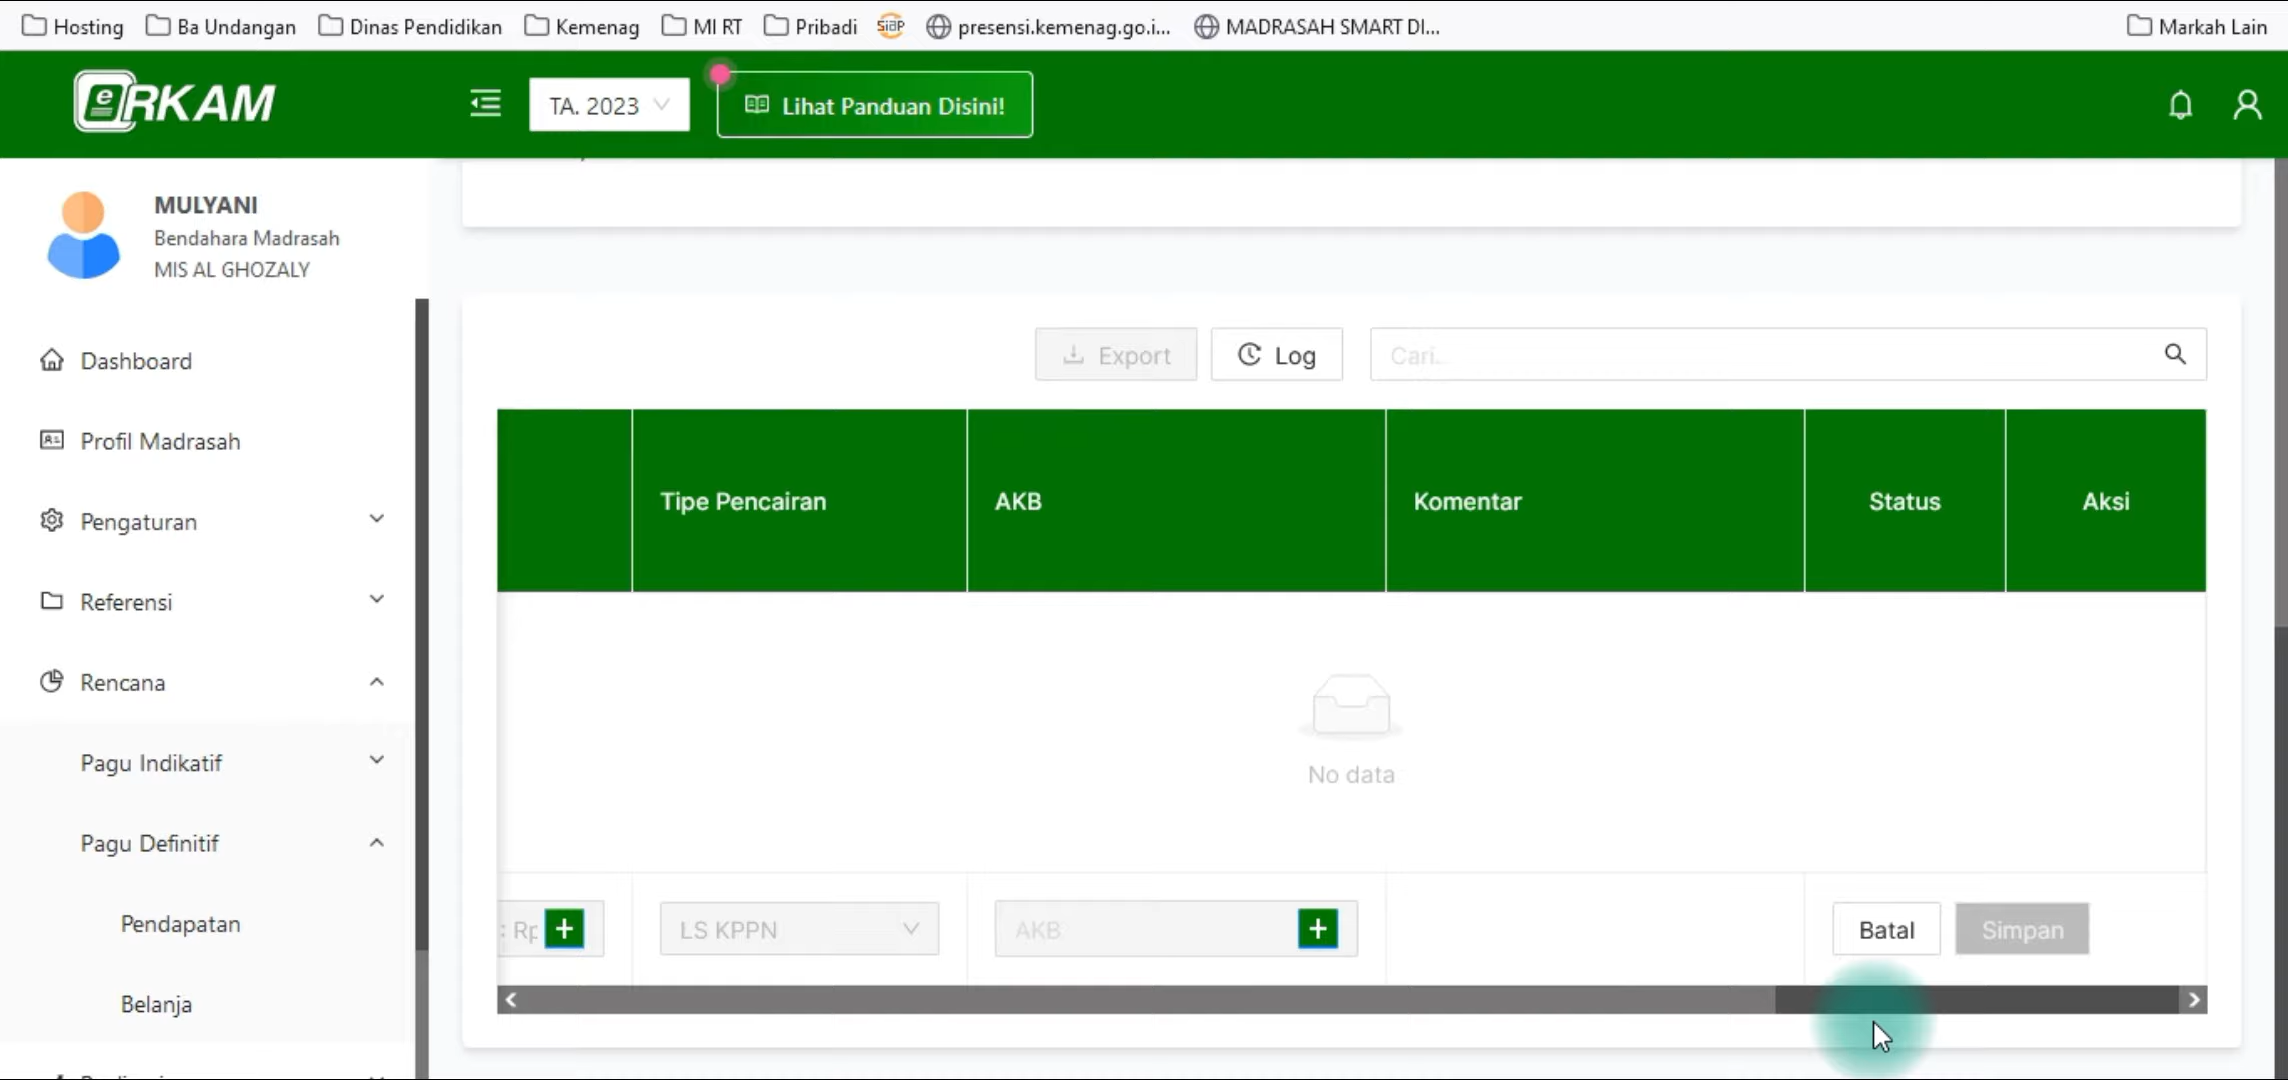 Hosting Ba Undangan Dinas Pendidikan Kemenag MI RT Pribadi siap presensi.kemenag.go.i... MADRASAH SMART DI... Markah Lain
eRKAM TA. 2023 Lihat Panduan Disini!
MULYANI
Bendahara Madrasah
MIS AL GHOZALY
Export Log Cari...
Dashboard
Profil Madrasah
Pengaturan
Referensi
Rencana
Pagu Indikatif
Pagu Definitif
Pendapatan
Belanja
Tipe Pencairan AKB Komentar Status Aksi
No data
: Rp + LS KPPN AKB + Batal Simpan